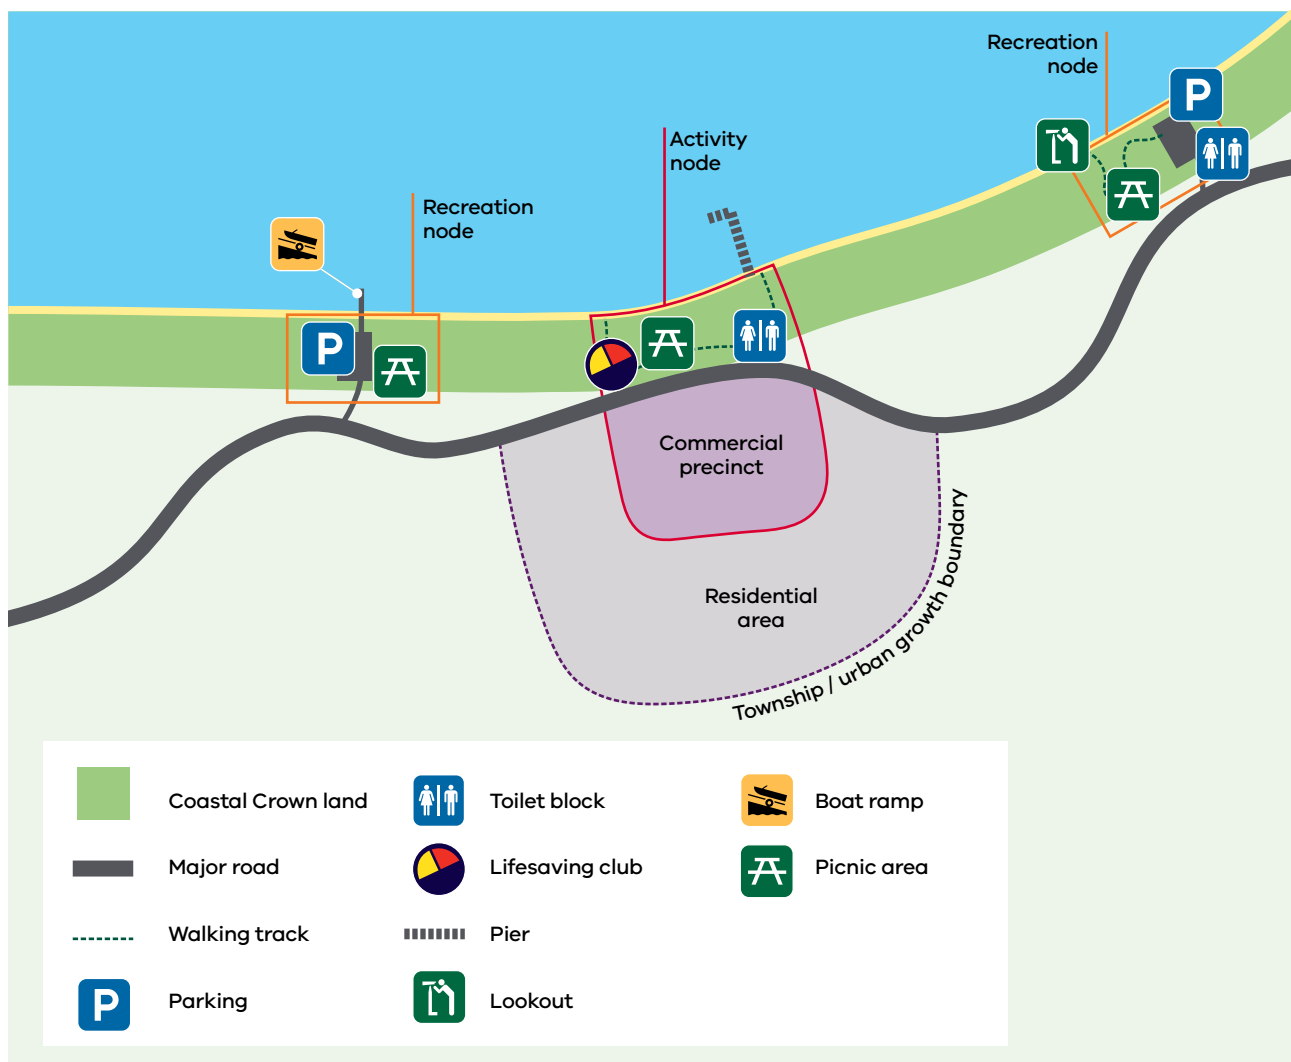 Recreation
node
Activity
node
Recreation
node
P
P
Commercial
precinct
Residential
area
Township / urban growth boundary
Coastal Crown land
Toilet block
Boat ramp
Major road
Lifesaving club
Picnic area
Walking track
Pier
P
Parking
Lookout